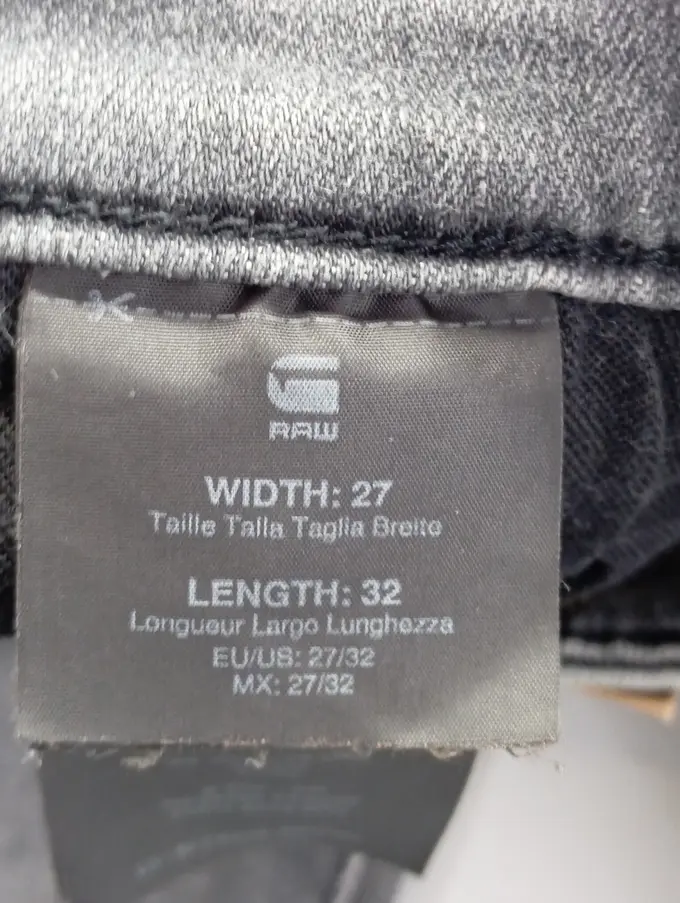 G
RAW
WIDTH: 27
Taille Talla Taglia Breite
LENGTH: 32
Longueur Largo Lunghezza
EU/US: 27/32
MX: 27/32